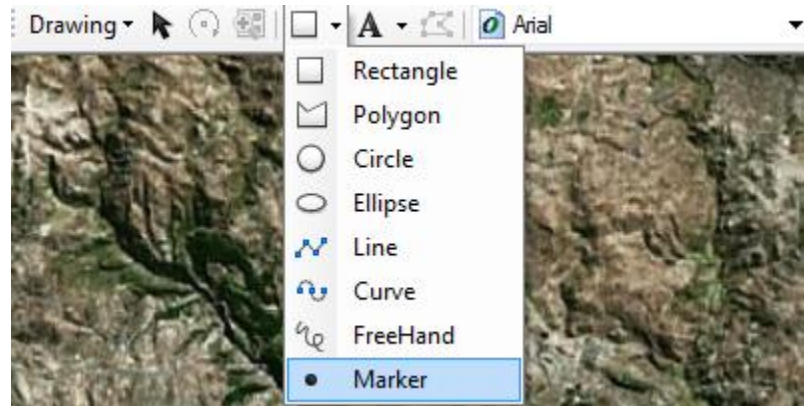 Drawing A Arial
Rectangle
Polygon
Circle
Ellipse
Line
Curve
FreeHand
Marker